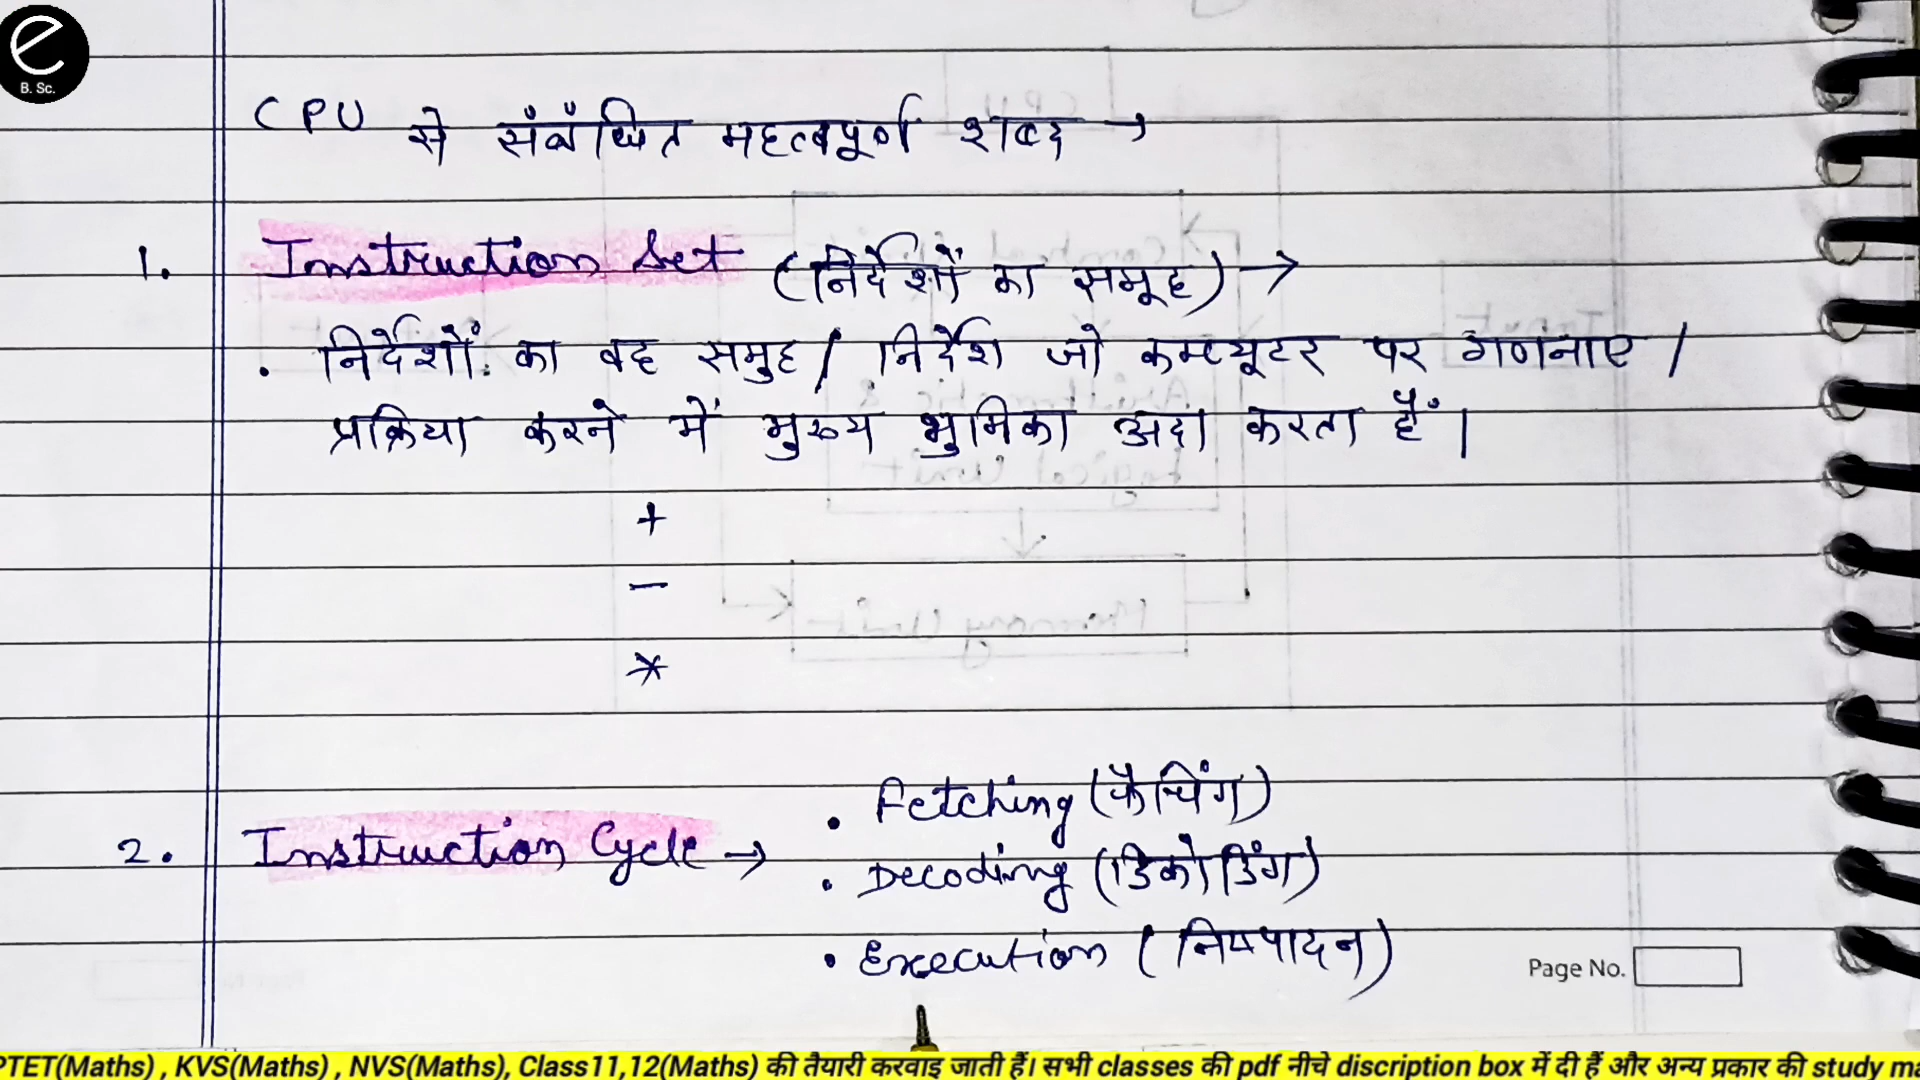 e
B. Sc.
CPU से संबंधित महत्वपूर्ण शब्द →
1. Instruction Set (निर्देशों का समूह) →
. निर्देशों का वह समुह / निर्देश जो कम्प्यूटर पर गणनाए /
प्रक्रिया करने में मुख्य भुमिका अदा करता हैं।
+
-
*
. Fetching (फैचिंग)
2. Instruction Cycle →
. Decoding (डिकोडिंग)
. Execution (निष्पादन)
Page No.
PTET(Maths) , KVS(Maths) , NVS(Maths), Class11,12(Maths) की तैयारी करवाइ जाती हैं। सभी classes की pdf नीचे discription box में दी हैं और अन्य प्रकार की study ma